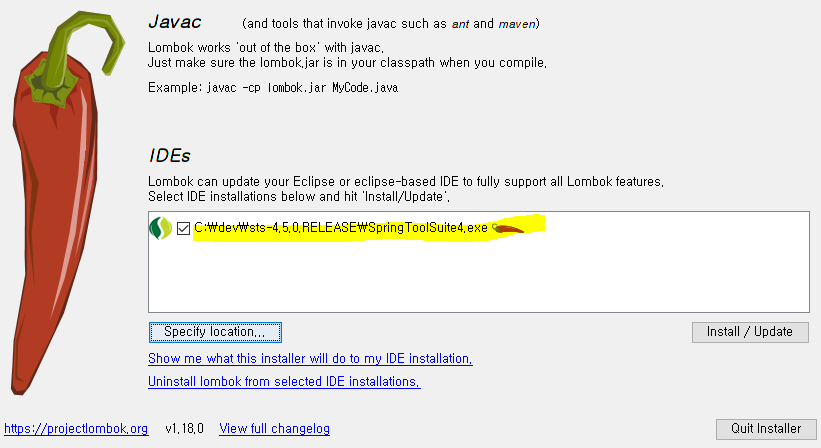 Javac (and tools that invoke javac such as ant and maven)
Lombok works 'out of the box' with javac.
Just make sure the lombok.jar is in your classpath when you compile.
Example: javac -cp lombok.jar MyCode.java
IDEs
Lombok can update your Eclipse or eclipse-based IDE to fully support all Lombok features.
Select IDE installations below and hit 'Install/Update'.
C:₩dev₩sts-4.5.0.RELEASE₩SpringToolSuite4.exe
Specify location... Install / Update
Show me what this installer will do to my IDE installation.
Uninstall lombok from selected IDE installations.
https://projectlombok.org v1.18.0 View full changelog Quit Installer